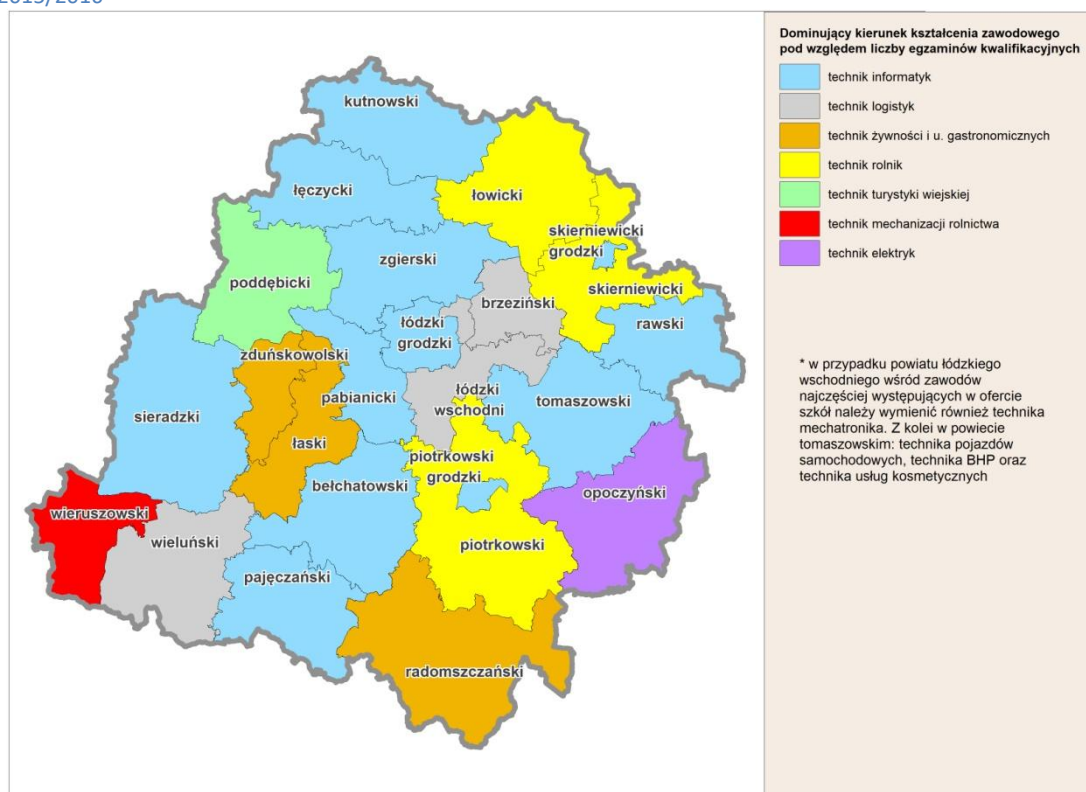 2015/2016
Dominujący kierunek kształcenia zawodowego
pod względem liczby egzaminów kwalifikacyjnych
technik informatyk
technik logistyk
technik żywności i u. gastronomicznych
technik rolnik
technik turystyki wiejskiej
technik mechanizacji rolnictwa
technik elektryk
* w przypadku powiatu łódzkiego
wschodniego wśród zawodów
najczęściej występujących w ofercie
szkół należy wymienić również technika
mechatronika. Z kolei w powiecie
tomaszowskim: technika pojazdów
samochodowych, technika BHP oraz
technika usług kosmetycznych
kutnowski
łęczycki
łowicki
skierniewicki
grodzki
zgierski
poddębicki
skierniewicki
brzeziński
łódzki
grodzki
rawski
zduńskowolski
pabianicki
łódzki
wschodni
tomaszowski
sieradzki
łaski
piotrkowski
grodzki
bełchatowski
opoczyński
wieruszowski
wieluński
piotrkowski
pajęczański
radomszczański